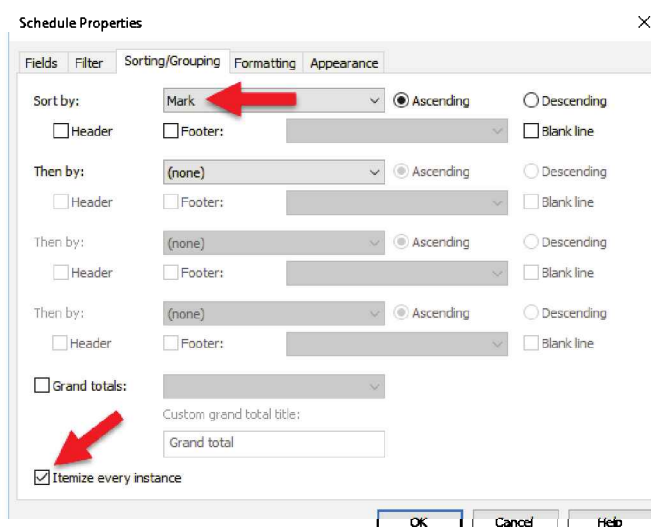 Schedule Properties
Fields Filter Sorting/Grouping Formatting Appearance
Sort by: Mark Ascending Descending
Header Footer: Blank line
Then by: (none) Ascending Descending
Header Footer: Blank line
Then by: (none) Ascending Descending
Header Footer: Blank line
Then by: (none) Ascending Descending
Header Footer: Blank line
Grand totals:
Custom grand total title:
Grand total
Itemize every instance
OK Cancel Help